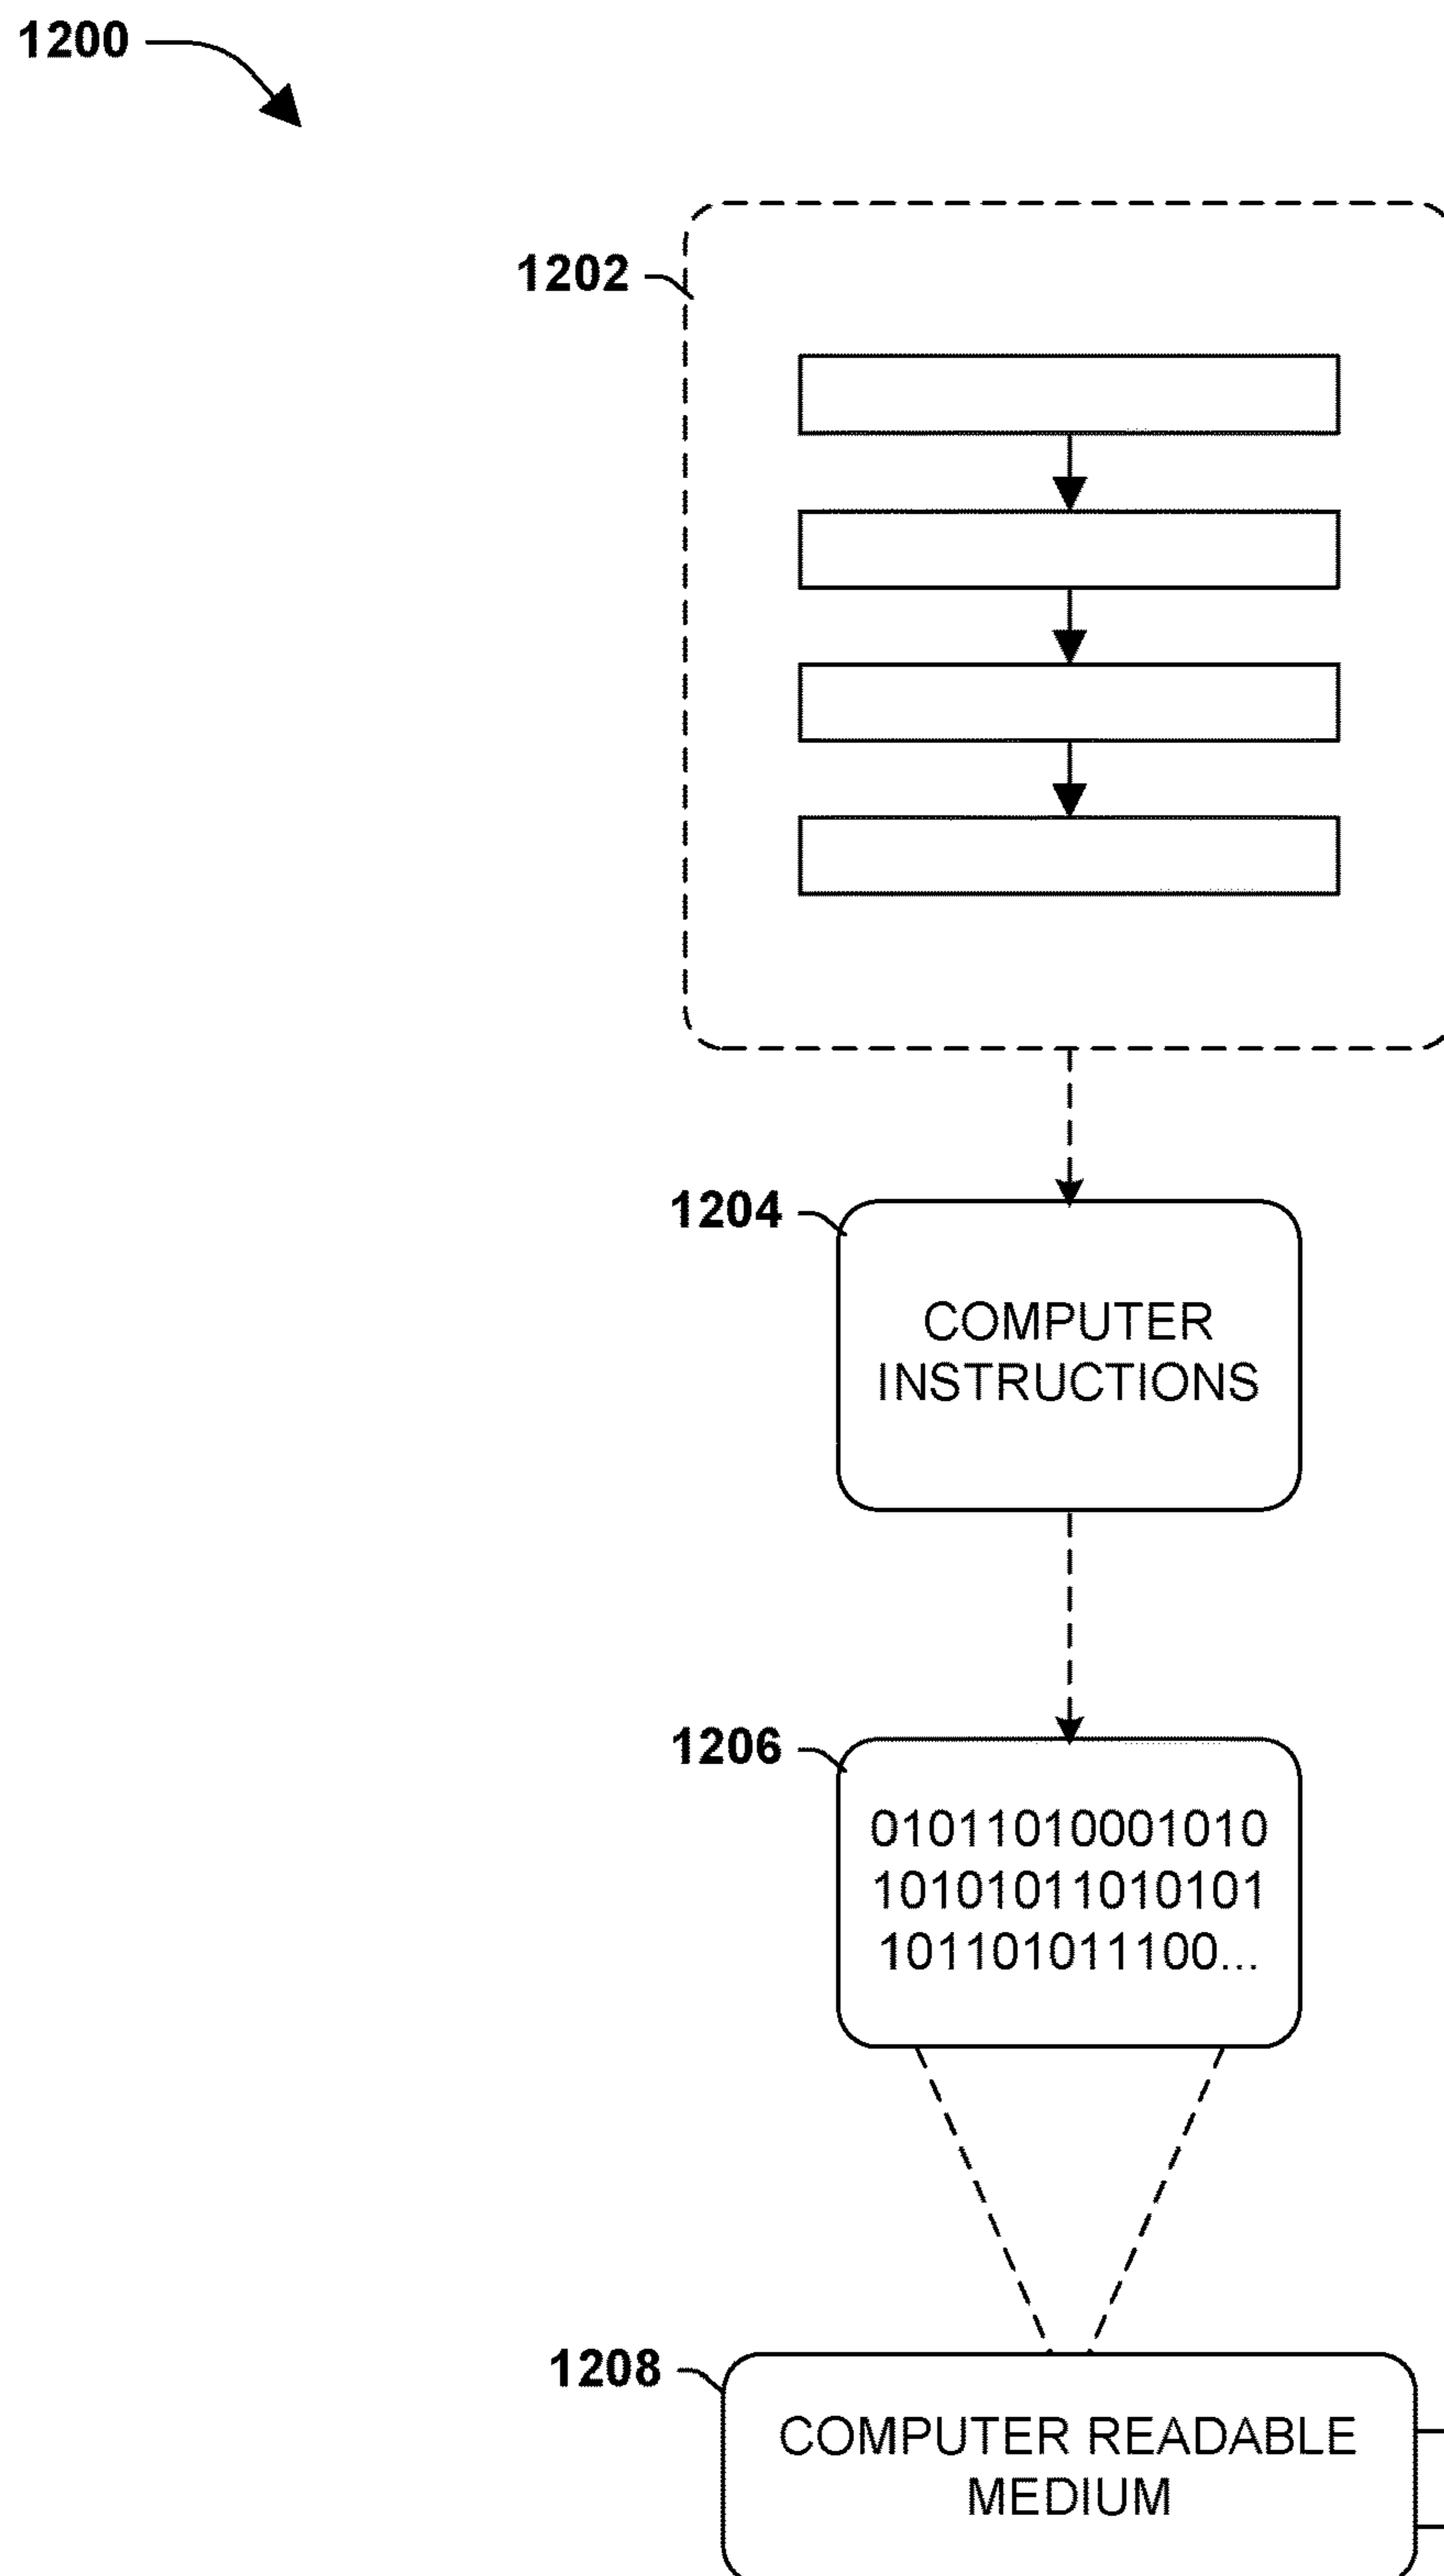 1200
1202
1204
COMPUTER
INSTRUCTIONS
1206
01011010001010
10101011010101
101101011100...
1208
COMPUTER READABLE
MEDIUM